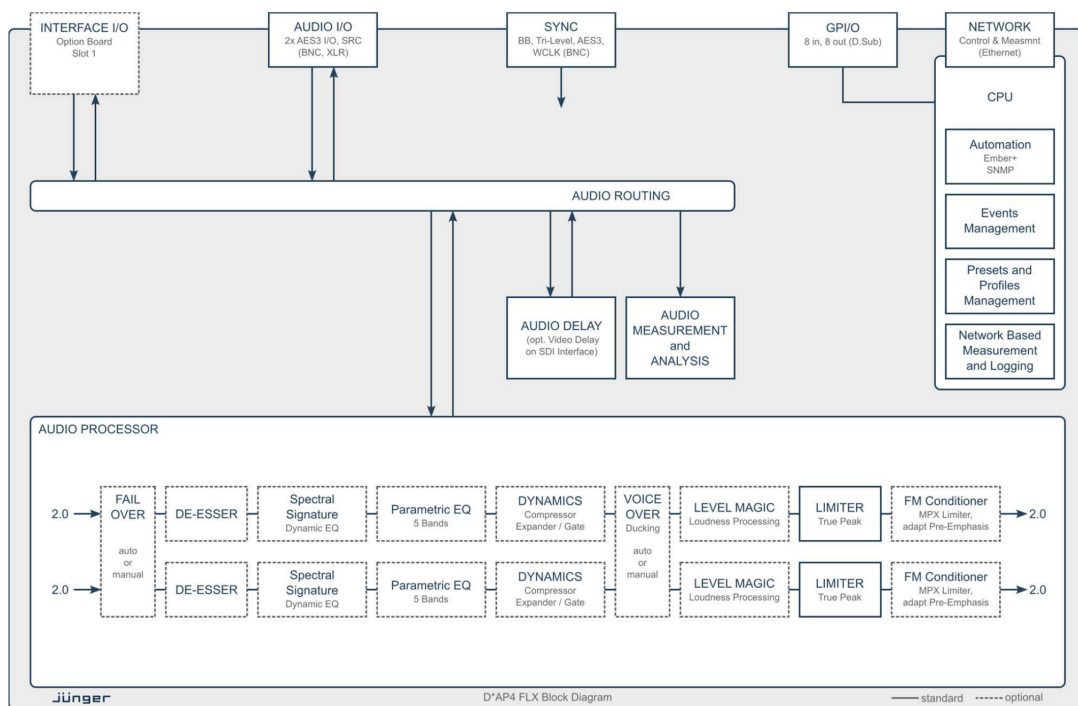 INTERFACE I/O
Option Board
Slot 1
AUDIO I/O
2x AES3 I/O, SRC
(BNC, XLR)
SYNC
BB, Tri-Level, AES3,
WCLK (BNC)
GPI/O
8 in, 8 out (D.Sub)
NETWORK
Control & Measmnt
(Ethernet)
CPU
Automation
Ember+
SNMP
Events
Management
Presets and
Profiles
Management
Network Based
Measurement
and Logging
AUDIO ROUTING
AUDIO DELAY
(opt. Video Delay
on SDI Interface)
AUDIO
MEASUREMENT
and
ANALYSIS
AUDIO PROCESSOR
2.0
FAIL
OVER
auto
or
manual
DE-ESSER
Spectral
Signature
Dynamic EQ
Parametric EQ
5 Bands
DYNAMICS
Compressor
Expander / Gate
VOICE
OVER
Ducking
auto
or
manual
LEVEL MAGIC
Loudness Processing
LIMITER
True Peak
FM Conditioner
MPX Limiter,
adapt Pre-Emphasis
2.0
2.0
DE-ESSER
Spectral
Signature
Dynamic EQ
Parametric EQ
5 Bands
DYNAMICS
Compressor
Expander / Gate
LEVEL MAGIC
Loudness Processing
LIMITER
True Peak
FM Conditioner
MPX Limiter,
adapt Pre-Emphasis
2.0
jünger
D*AP4 FLX Block Diagram
standard
optional